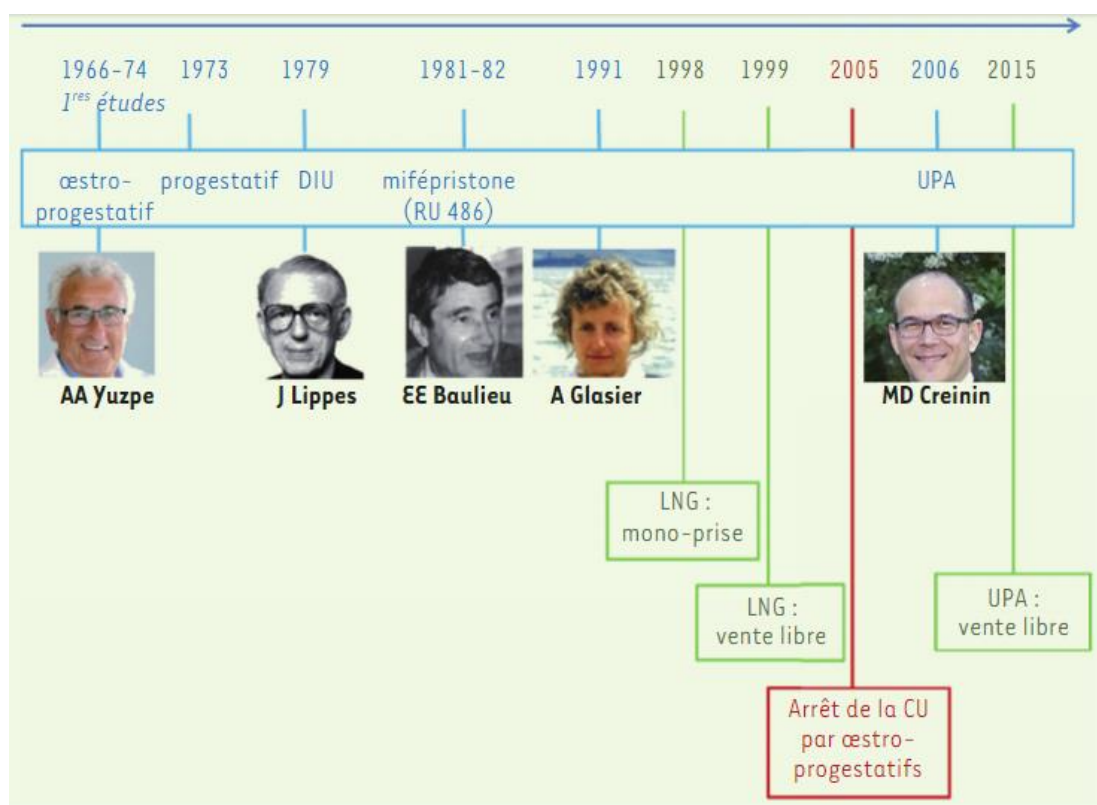 1966-74 1973 1979 1981-82 1991 1998 1999 2005 2006 2015
1res études
œstro- progestatif DIU mifépristone UPA
progestatif (RU 486)
AA Yuzpe J Lippes EE Baulieu A Glasier MD Creinin
LNG :
mono-prise
LNG :
vente libre
UPA :
vente libre
Arrêt de la CU
par œstro-
progestatifs